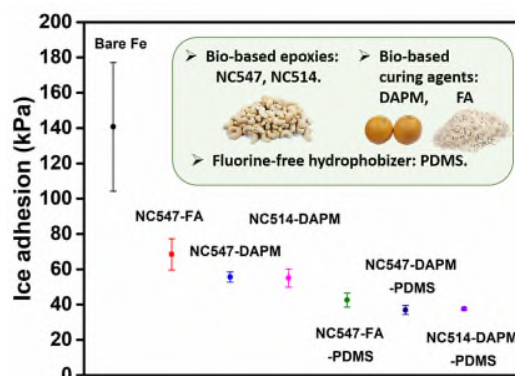 200
180
160
140
120
100
80
60
40
20
0
Ice adhesion (kPa)
Bare Fe
➢ Bio-based epoxies:
NC547, NC514.
➢ Bio-based
curing agents:
DAPM, FA
➢ Fluorine-free hydrophobizer: PDMS.
NC547-FA
NC547-DAPM
NC514-DAPM
NC547-FA
-PDMS
NC547-DAPM
-PDMS
NC514-DAPM
-PDMS